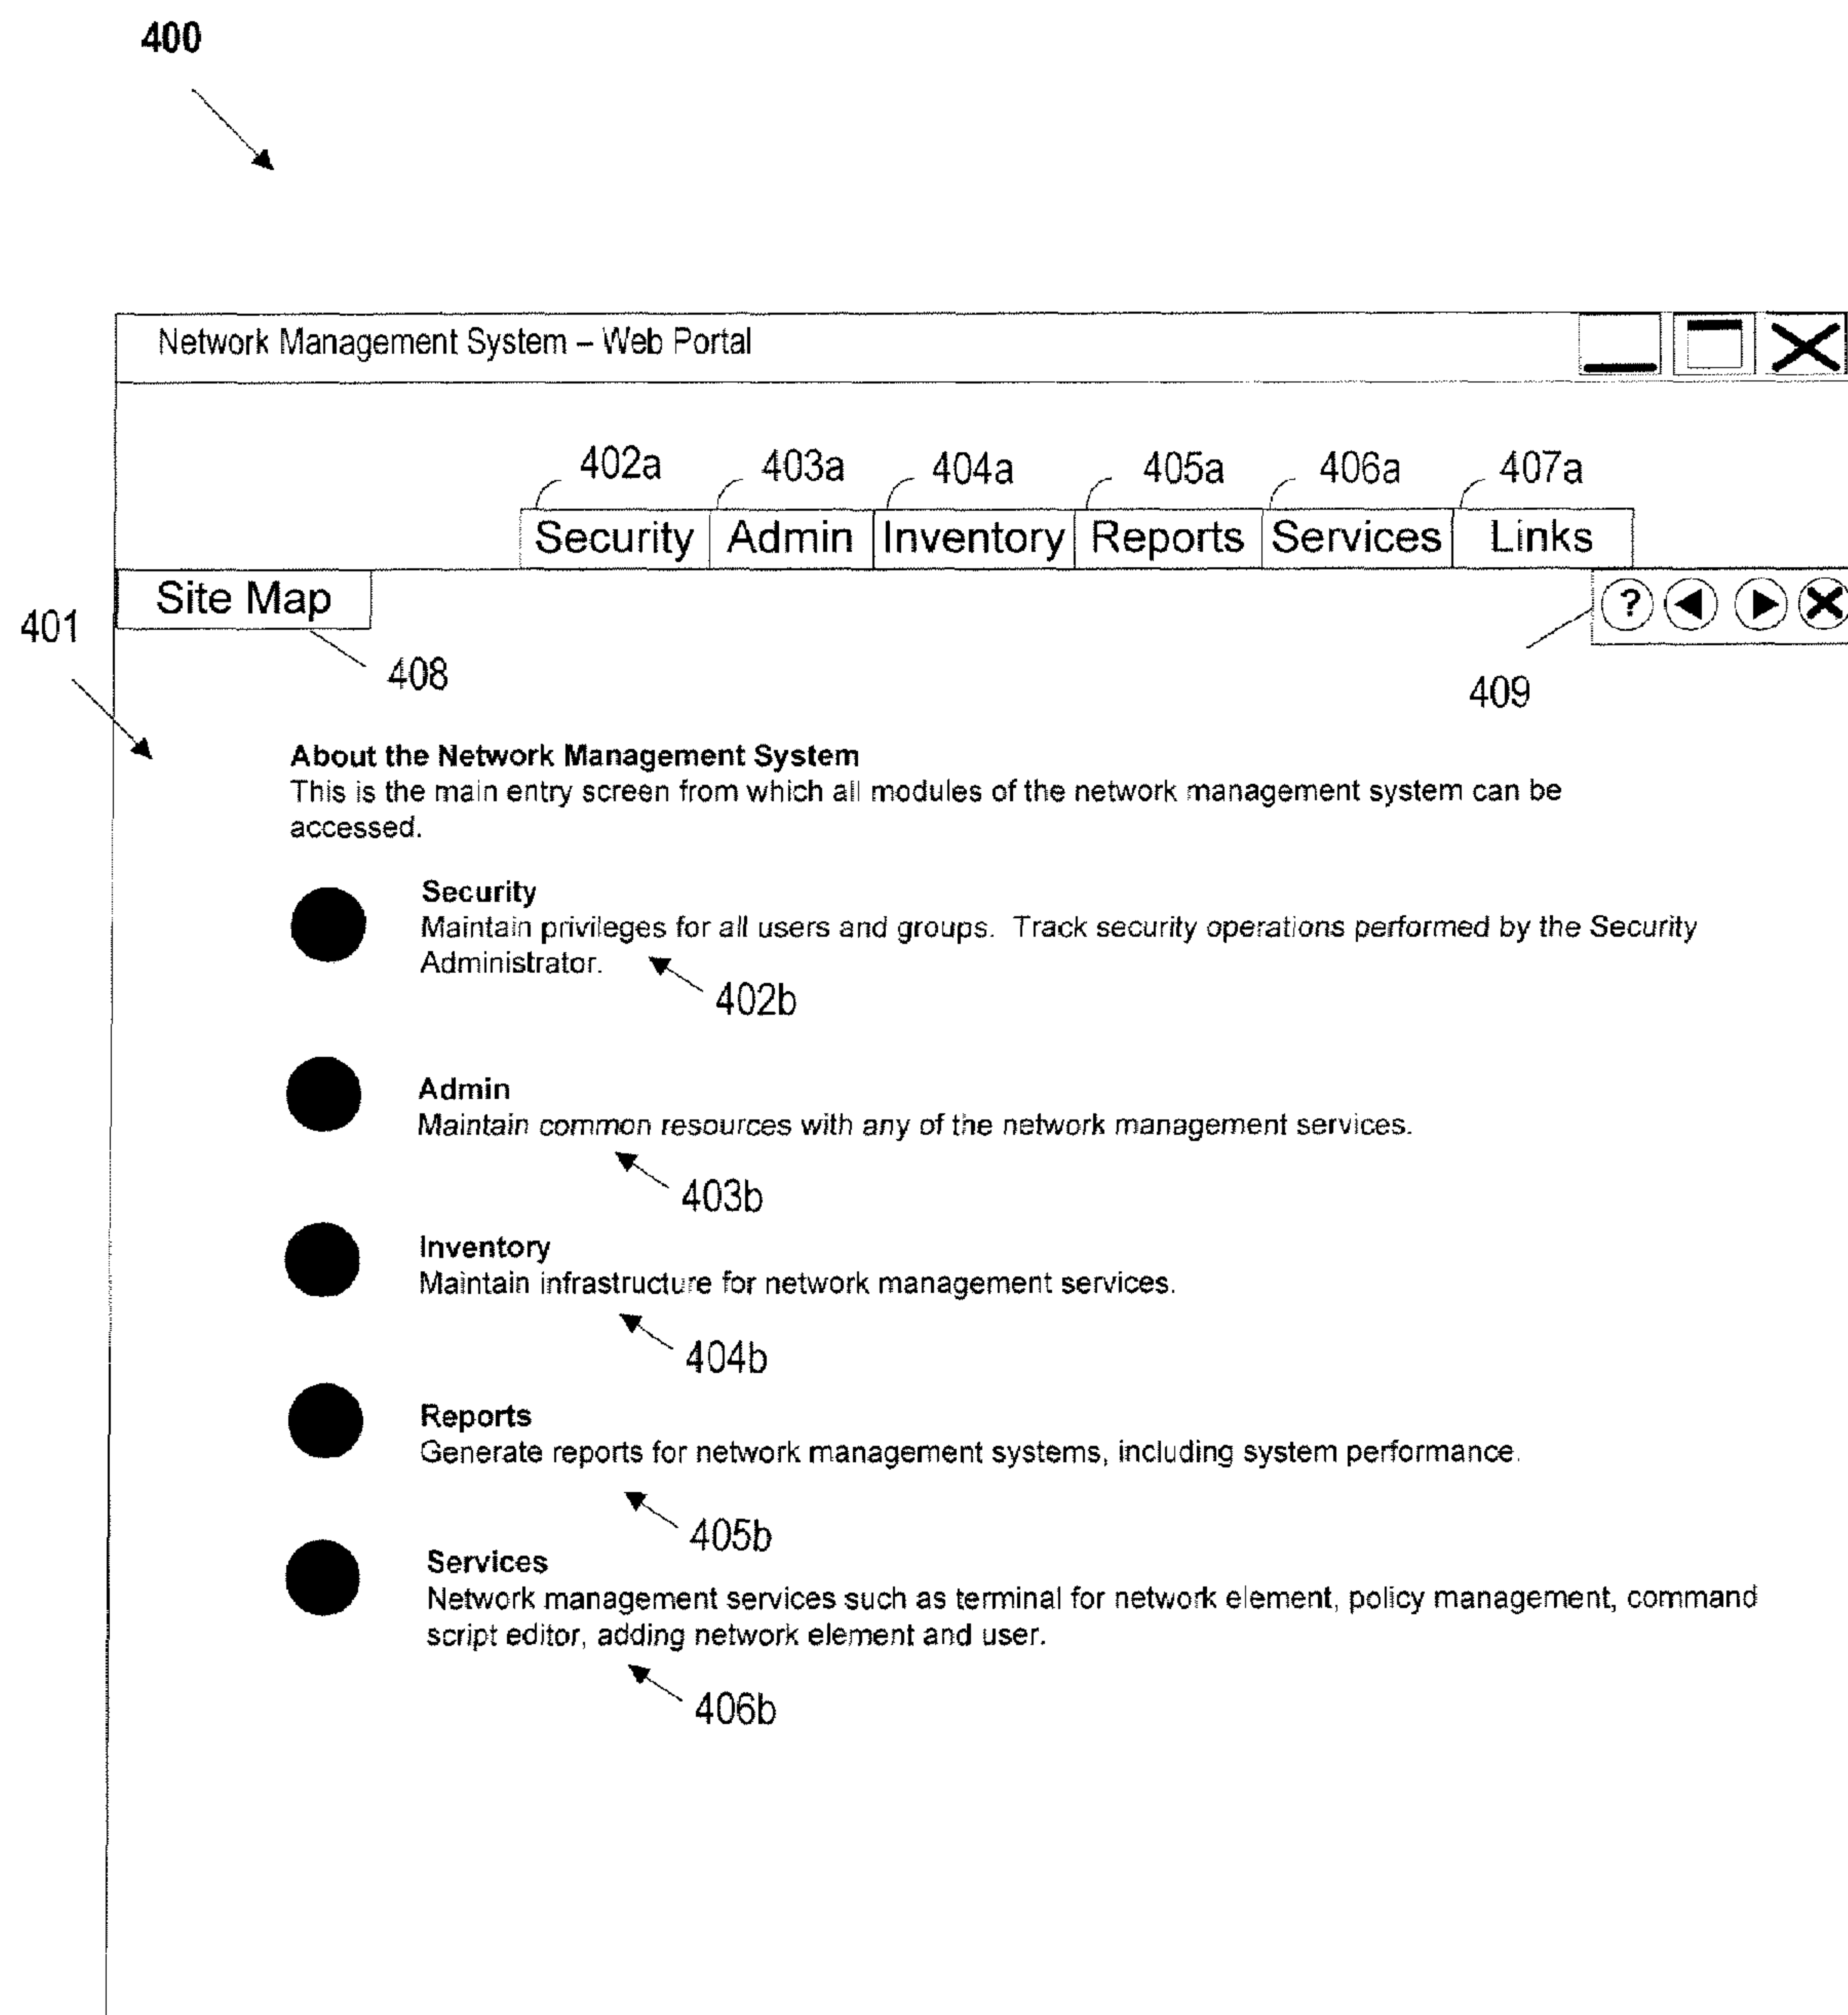 400
Network Management System – Web Portal
402a 403a 404a 405a 406a 407a
Security Admin Inventory Reports Services Links
Site Map ?
401
408
409
About the Network Management System
This is the main entry screen from which all modules of the network management system can be
accessed.
Security
Maintain privileges for all users and groups. Track security operations performed by the Security
Administrator.
402b
Admin
Maintain common resources with any of the network management services.
403b
Inventory
Maintain infrastructure for network management services.
404b
Reports
Generate reports for network management systems, including system performance.
405b
Services
Network management services such as terminal for network element, policy management, command
script editor, adding network element and user.
406b